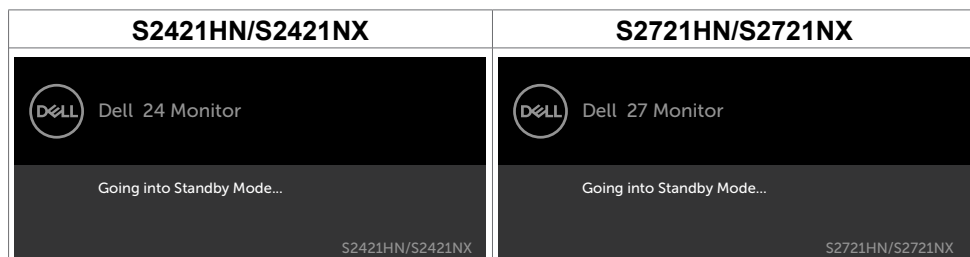 S2421HN/S2421NX
S2721HN/S2721NX
DELL Dell 24 Monitor
Going into Standby Mode...
S2421HN/S2421NX
DELL Dell 27 Monitor
Going into Standby Mode...
S2721HN/S2721NX